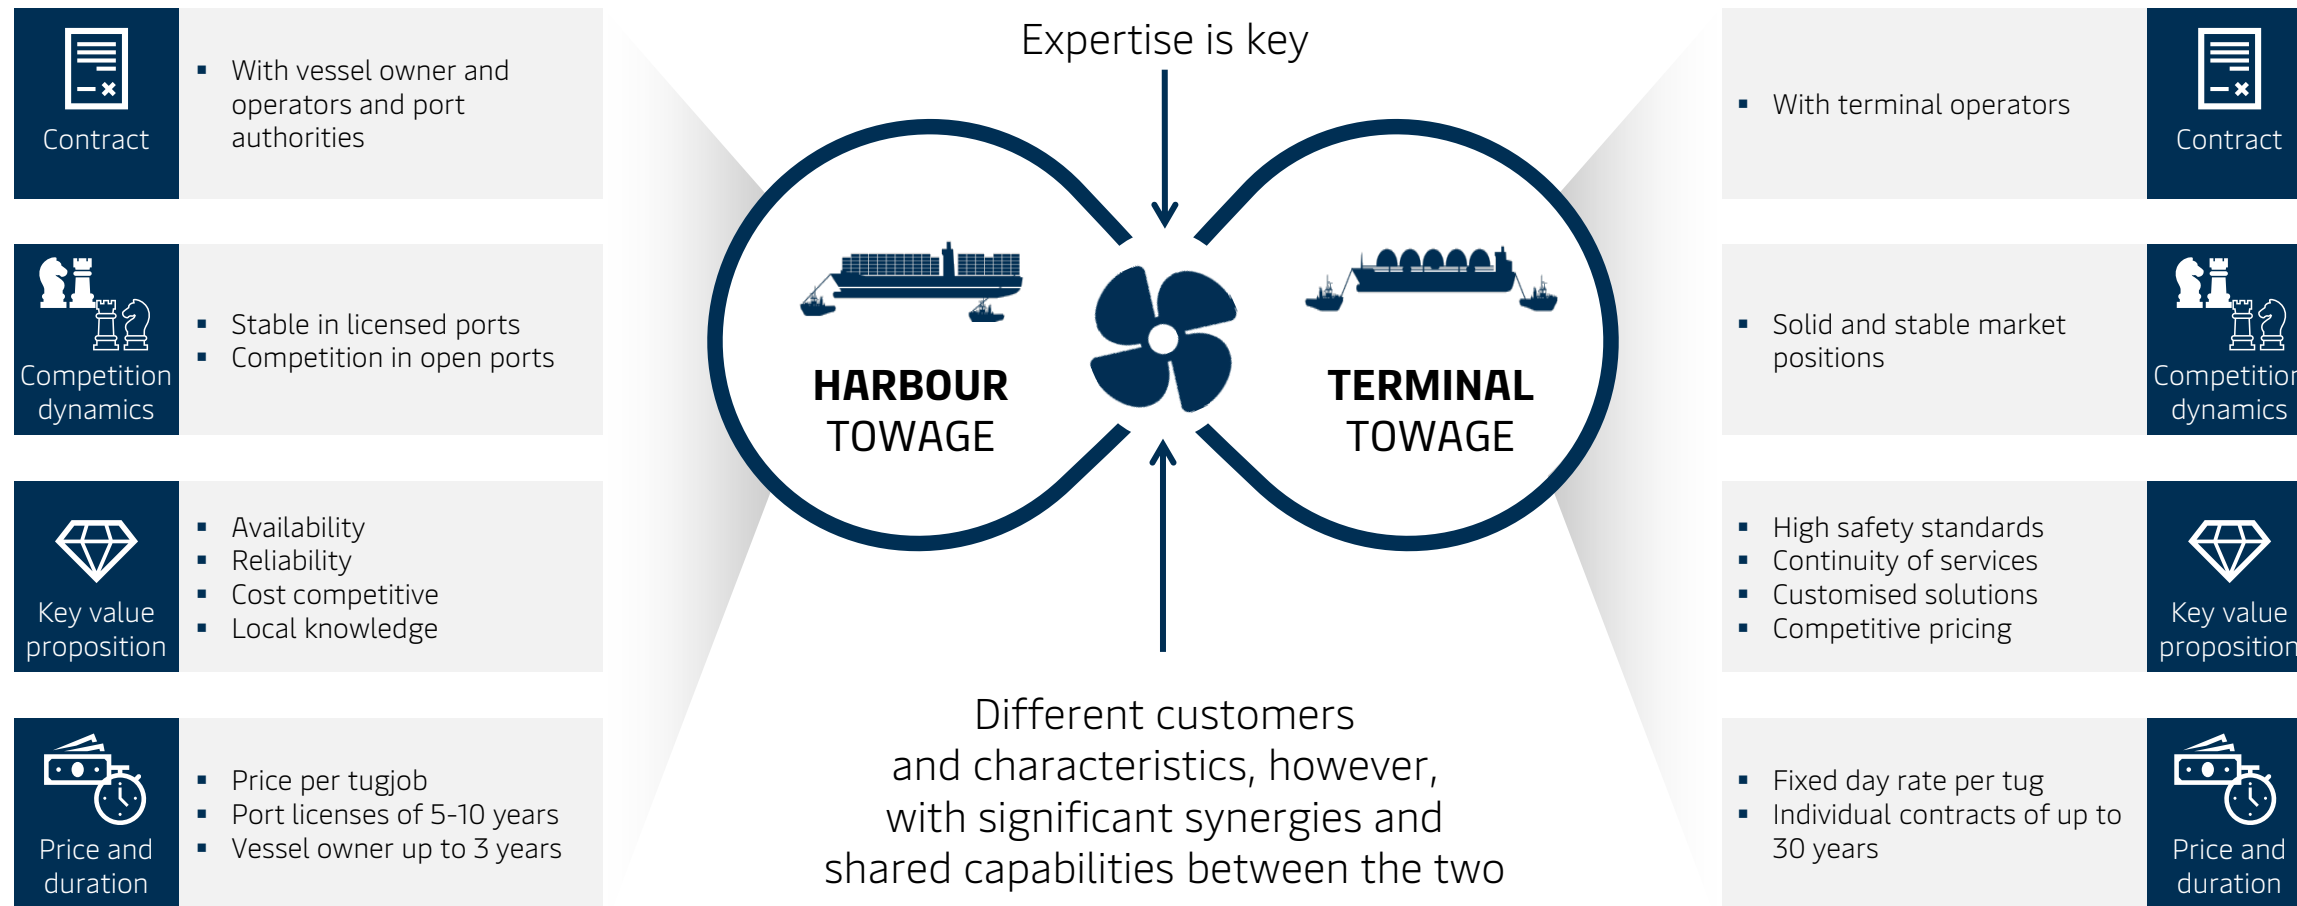 Contract
With vessel owner and
operators and port
authorities
Competition
dynamics
Stable in licensed ports
Competition in open ports
Key value
proposition
Availability
Reliability
Cost competitive
Local knowledge
Price and
duration
Price per tugjob
Port licenses of 5-10 years
Vessel owner up to 3 years
Expertise is key
HARBOUR
TOWAGE
TERMINAL
TOWAGE
Different customers
and characteristics, however,
with significant synergies and
shared capabilities between the two
With terminal operators
Contract
Solid and stable market
positions
Competition
dynamics
High safety standards
Continuity of services
Customised solutions
Competitive pricing
Key value
proposition
Fixed day rate per tug
Individual contracts of up to
30 years
Price and
duration